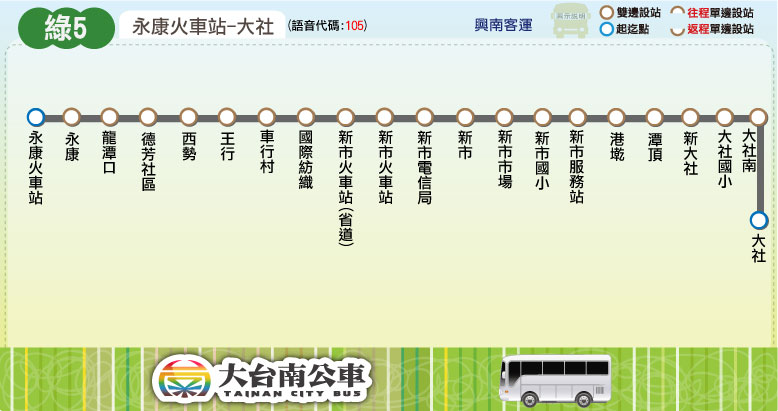 綠5
永康火車站-大社
(語音代碼:105)
興南客運
圖示說明
雙邊設站
往程單邊設站
起迄點
返程單邊設站
永康火車站
永康
龍潭口
德芳社區
西勢
王行
車行村
國際紡織
新市火車站(省道)
新市火車站
新市電信局
新市
新市市場
新市國小
新市服務站
港墘
潭頂
新大社
大社國小
大社南
大社
大台南公車
TAINAN CITY BUS